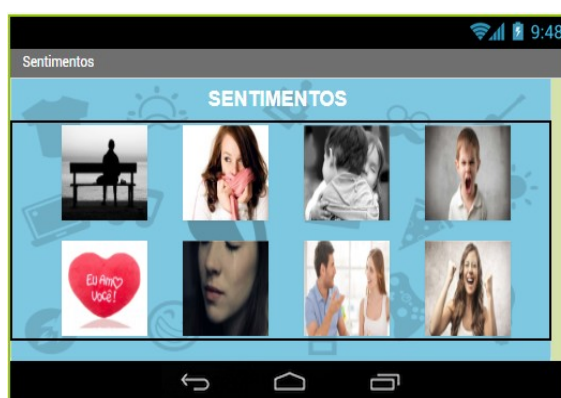 9:48
Sentimentos
SENTIMENTOS
EU Amo
Você!